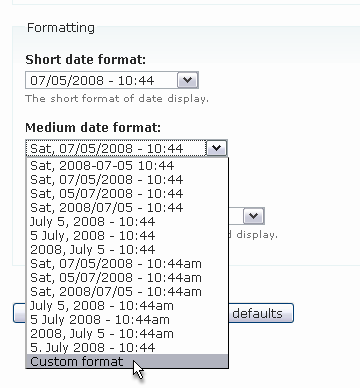 Formatting
Short date format:
07/05/2008 - 10:44
The short format of date display.
Medium date format:
Sat, 07/05/2008 - 10:44
Sat, 2008-07-05 10:44
Sat, 07/05/2008 - 10:44
Sat, 05/07/2008 - 10:44
Sat, 2008/07/05 - 10:44
July 5, 2008 - 10:44
5 July, 2008 - 10:44
2008, July 5 - 10:44
Sat, 07/05/2008 - 10:44am
Sat, 05/07/2008 - 10:44am
Sat, 2008/07/05 - 10:44am
July 5, 2008 - 10:44am
5 July 2008 - 10:44am
2008, July 5 - 10:44am
5. July 2008 - 10:44
Custom format
display.
defaults